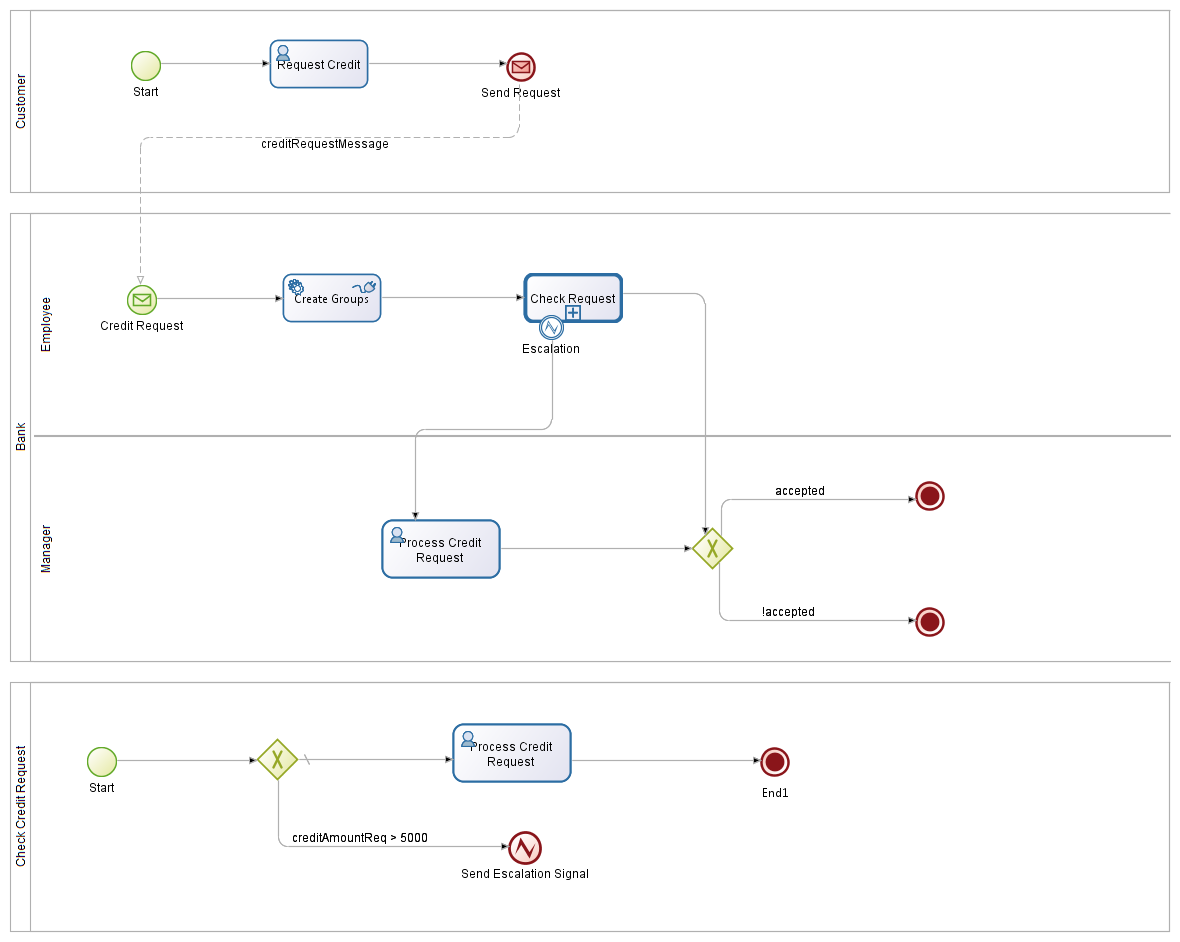 Customer
Start
Request Credit
Send Request
creditRequestMessage
Bank
Employee
Credit Request
Create Groups
Check Request
Escalation
Manager
Process Credit
Request
accepted
!accepted
Check Credit Request
Start
Process Credit
Request
End1
creditAmountReq > 5000
Send Escalation Signal